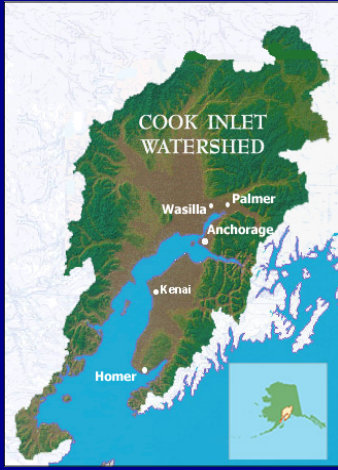 COOK INLET
WATERSHED
Wasilla
Palmer
Anchorage
Kenai
Homer